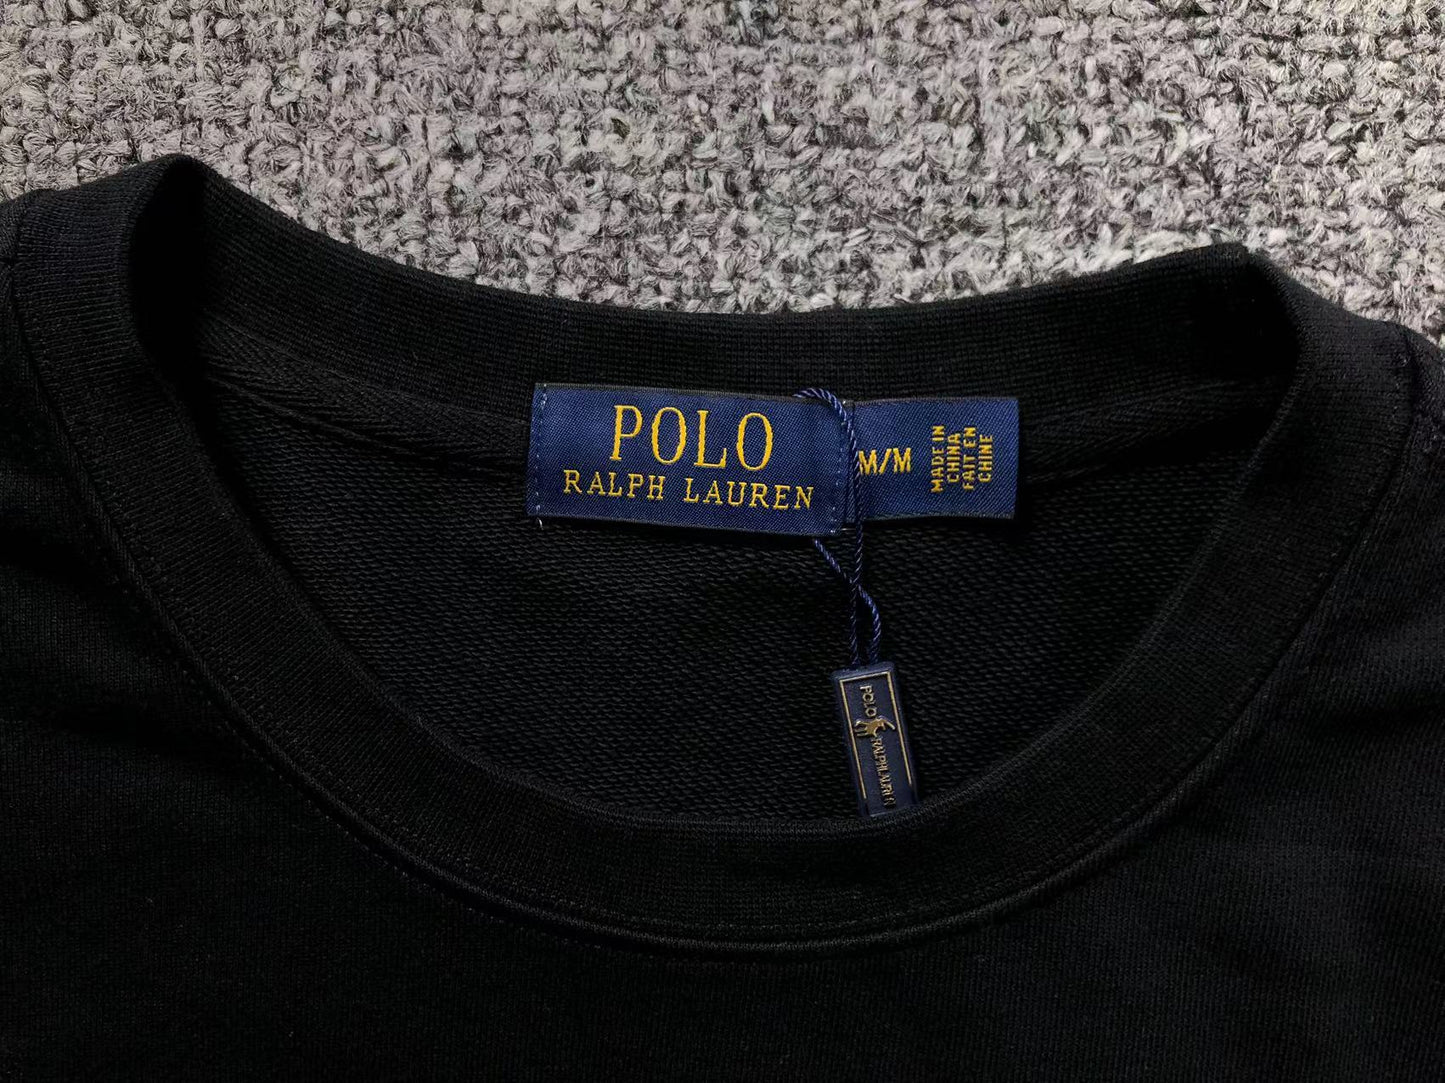 POLO
RALPH LAUREN
M/M
MADE IN
CHINA
FAIT EN
CHINE
POLO
RALPH LAUREN